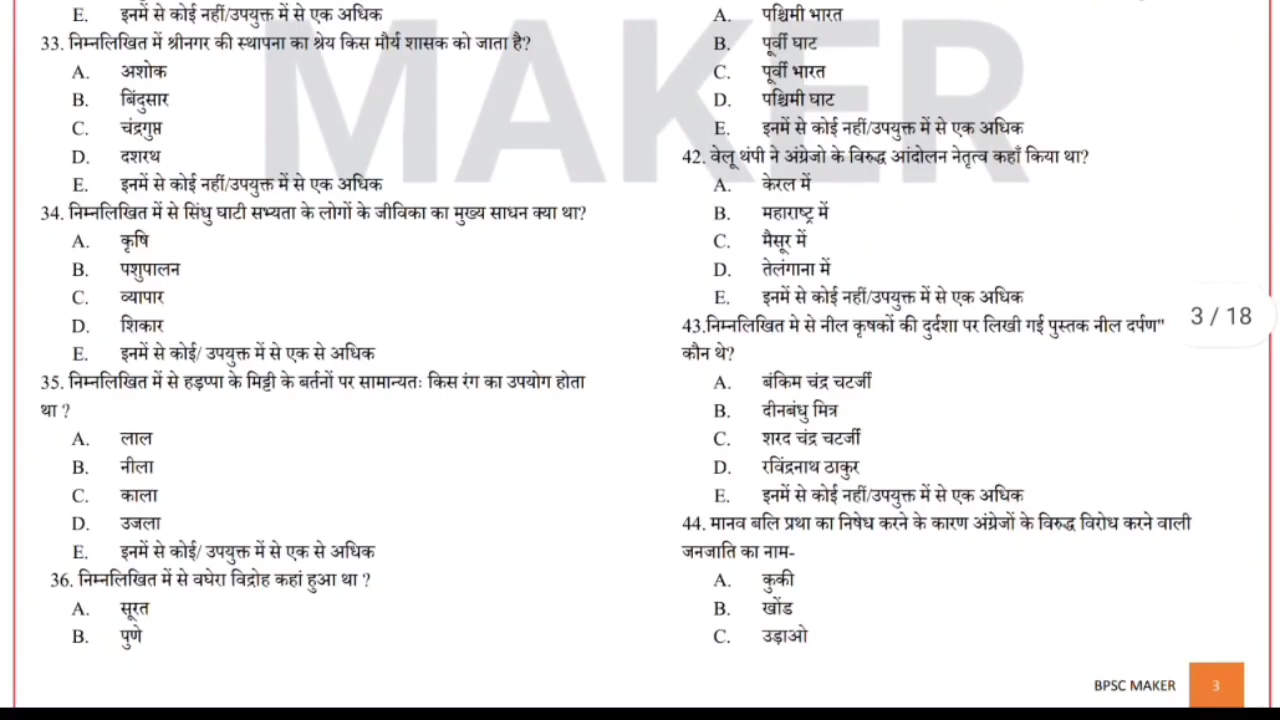 E. इनमें से कोई नहीं/उपयुक्त में से एक अधिक
33. निम्नलिखित में श्रीनगर की स्थापना का श्रेय किस मौर्य शासक को जाता है?
A. अशोक
B. बिंदुसार
C. चंद्रगुप्त
D. दशरथ
E. इनमें से कोई नहीं/उपयुक्त में से एक अधिक
34. निम्नलिखित में से सिंधु घाटी सभ्यता के लोगों के जीविका का मुख्य साधन क्या था?
A. कृषि
B. पशुपालन
C. व्यापार
D. शिकार
E. इनमें से कोई/ उपयुक्त में से एक से अधिक
35. निम्नलिखित में से हड़प्पा के मिट्टी के बर्तनों पर सामान्यतः किस रंग का उपयोग होता
था ?
A. लाल
B. नीला
C. काला
D. उजला
E. इनमें से कोई/ उपयुक्त में से एक से अधिक
36. निम्नलिखित में से वघेरा विद्रोह कहां हुआ था ?
A. सूरत
B. पुणे
A. पश्चिमी भारत
B. पूर्वी घाट
C. पूर्वी भारत
D. पश्चिमी घाट
E. इनमें से कोई नहीं/उपयुक्त में से एक अधिक
42. वेलू थंपी ने अंग्रेजो के विरुद्ध आंदोलन नेतृत्व कहाँ किया था?
A. केरल में
B. महाराष्ट्र में
C. मैसूर में
D. तेलंगाना में
E. इनमें से कोई नहीं/उपयुक्त में से एक अधिक
43.निम्नलिखित मे से नील कृषकों की दुर्दशा पर लिखी गई पुस्तक नील दर्पण"
कौन थे?
A. बंकिम चंद्र चटर्जी
B. दीनबंधु मित्र
C. शरद चंद्र चटर्जी
D. रविंद्रनाथ ठाकुर
E. इनमें से कोई नहीं/उपयुक्त में से एक अधिक
44. मानव बलि प्रथा का निषेध करने के कारण अंग्रेजों के विरुद्ध विरोध करने वाली
जनजाति का नाम-
A. कुकी
B. खोंड
C. उड़ाओ
MAKER
3 / 18
BPSC MAKER 3